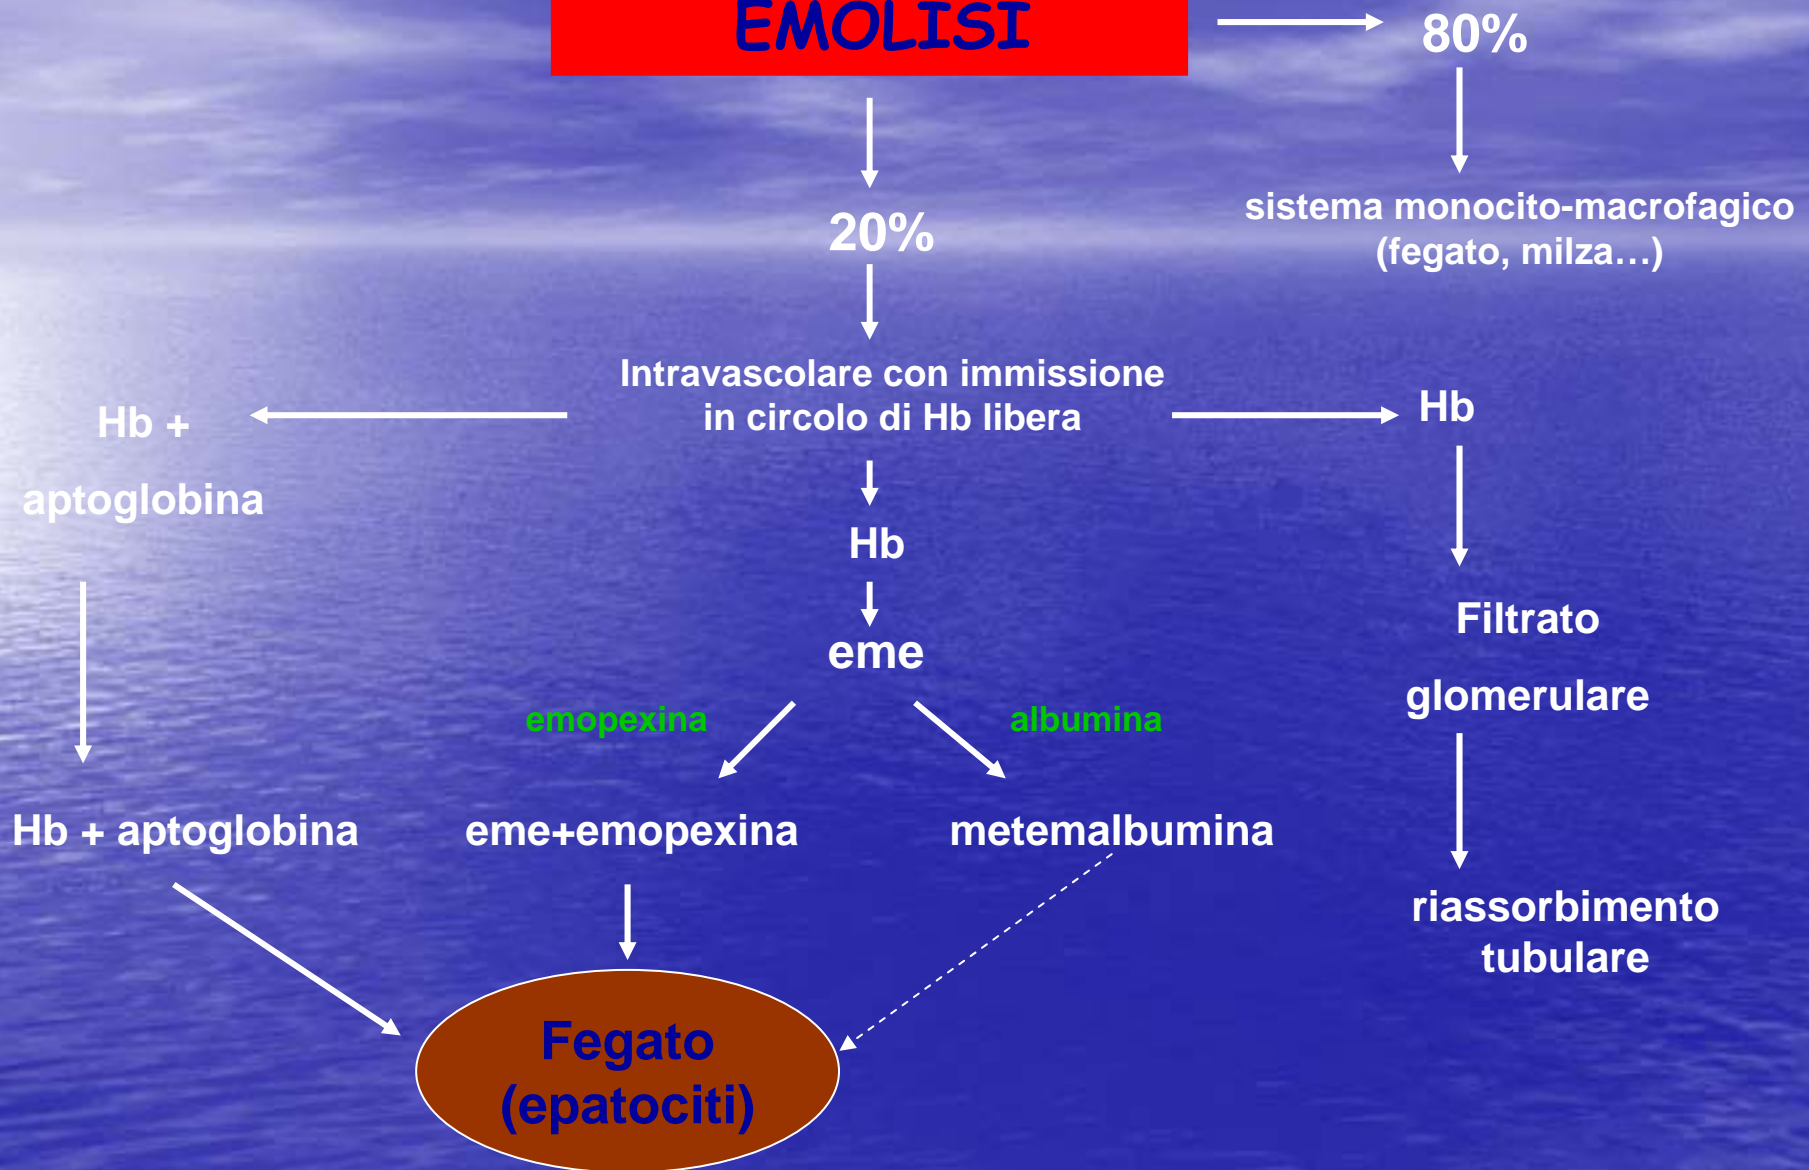 EMOLISI
80%
20%
sistema monocito-macrofagico
(fegato, milza…)
Intravascolare con immissione
in circolo di Hb libera
Hb +
aptoglobina
Hb
Hb
eme
Filtrato
glomerulare
emopexina
albumina
Hb + aptoglobina
eme+emopexina
metemalbumina
riassorbimento
tubulare
Fegato
(epatociti)